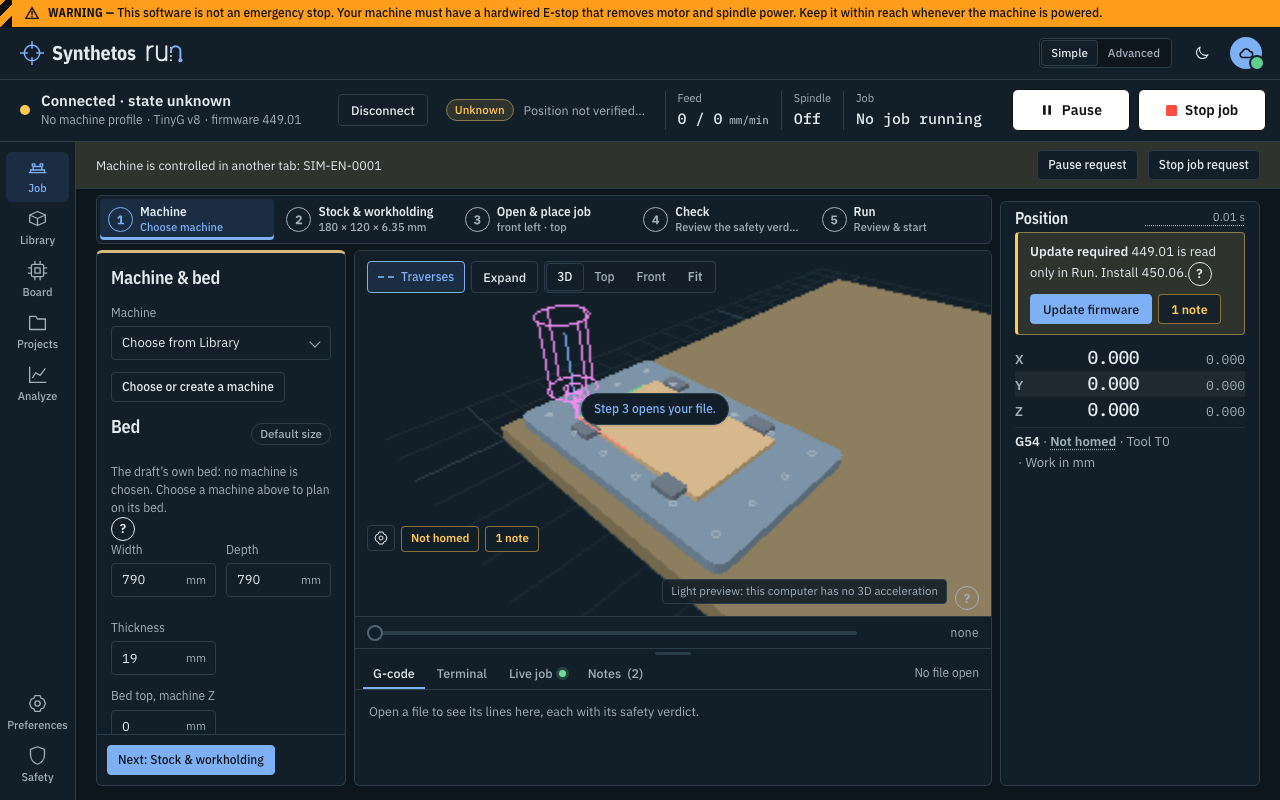 WARNING — This software is not an emergency stop. Your machine must have a hardwired E-stop that removes motor and spindle power. Keep it within reach whenever the machine is powered.
Synthetos run
Simple
Advanced
Connected · state unknown
No machine profile · TinyG v8 · firmware 449.01
Disconnect
Unknown
Position not verified...
Feed
0 / 0 mm/min
Spindle
Off
Job
No job running
Pause
Stop job
Job
Library
Board
Projects
Analyze
Preferences
Safety
Machine is controlled in another tab: SIM-EN-0001
Pause request
Stop job request
1
Machine
Choose machine
2
Stock & workholding
180 × 120 × 6.35 mm
3
Open & place job
front left · top
4
Check
Review the safety verd...
5
Run
Review & start
Machine & bed
Machine
Choose from Library
Choose or create a machine
Bed
Default size
The draft's own bed: no machine is
chosen. Choose a machine above to plan
on its bed.
?
Width
790 mm
Depth
790 mm
Thickness
19 mm
Bed top, machine Z
0 mm
Next: Stock & workholding
Traverses
Expand
3D
Top
Front
Fit
Step 3 opens your file.
Not homed
1 note
Light preview: this computer has no 3D acceleration
?
none
G-code
Terminal
Live job
Notes (2)
No file open
Open a file to see its lines here, each with its safety verdict.
Position
0.01 s
Update required 449.01 is read
only in Run. Install 450.06.
?
Update firmware
1 note
X 0.000 0.000
Y 0.000 0.000
Z 0.000 0.000
G54 · Not homed · Tool T0
· Work in mm